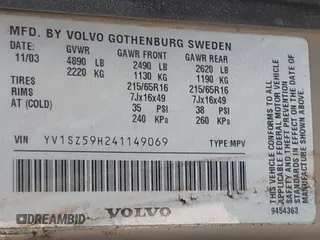 MFD. BY VOLVO GOTHENBURG SWEDEN
DATE: GVWR GAWR FRONT GAWR REAR
11/03 4890 LB 2490 LB 2620 LB
2220 KG 1130 KG 1190 KG
TIRES 215/65R16 215/65R16
RIMS 7Jx16x49 7Jx16x49
AT (COLD) 35 PSI 38 PSI
240 KPA 260 KPA
VIN YV1SZ59H241149069 TYPE:MPV
THIS VEHICLE CONFORMS TO ALL
APPLICABLE FEDERAL MOTOR VEHICLE
SAFETY STANDARDS IN EFFECT
ON THE DATE OF MANUFACTURE
SHOWN ABOVE
9454363
VOLVO
DREAMBID